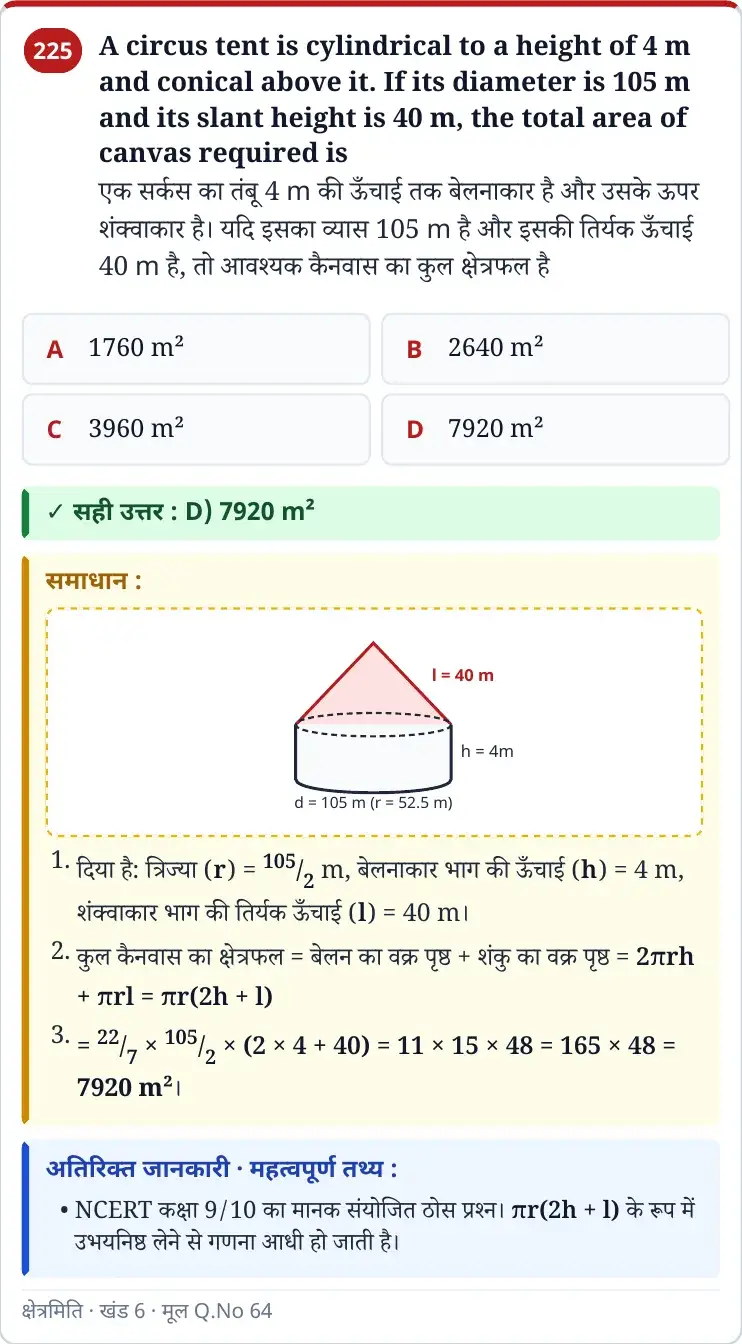 225
A circus tent is cylindrical to a height of 4 m
and conical above it. If its diameter is 105 m
and its slant height is 40 m, the total area of
canvas required is
एक सर्कस का तंबू 4 m की ऊँचाई तक बेलनाकार है और उसके ऊपर
शंक्वाकार है। यदि इसका व्यास 105 m है और इसकी तिर्यक ऊँचाई
40 m है, तो आवश्यक कैनवास का कुल क्षेत्रफल है
A 1760 m²
B 2640 m²
C 3960 m²
D 7920 m²
✓ सही उत्तर : D) 7920 m²
समाधान :
l = 40 m
h = 4m
d = 105 m (r = 52.5 m)
1. दिया है: त्रिज्या (r) = ¹⁰⁵/₂ m, बेलनाकार भाग की ऊँचाई (h) = 4 m,
शंक्वाकार भाग की तिर्यक ऊँचाई (l) = 40 m।
2. कुल कैनवास का क्षेत्रफल = बेलन का वक्र पृष्ठ + शंकु का वक्र पृष्ठ = 2πrh
+ πrl = πr(2h + l)
3. = ²²/₇ × ¹⁰⁵/₂ × (2 × 4 + 40) = 11 × 15 × 48 = 165 × 48 =
7920 m²।
अतिरिक्त जानकारी · महत्वपूर्ण तथ्य :
• NCERT कक्षा 9/10 का मानक संयोजित ठोस प्रश्न। πr(2h + l) के रूप में
उभयनिष्ठ लेने से गणना आधी हो जाती है।
क्षेत्रमिति · खंड 6 · मूल Q.No 64